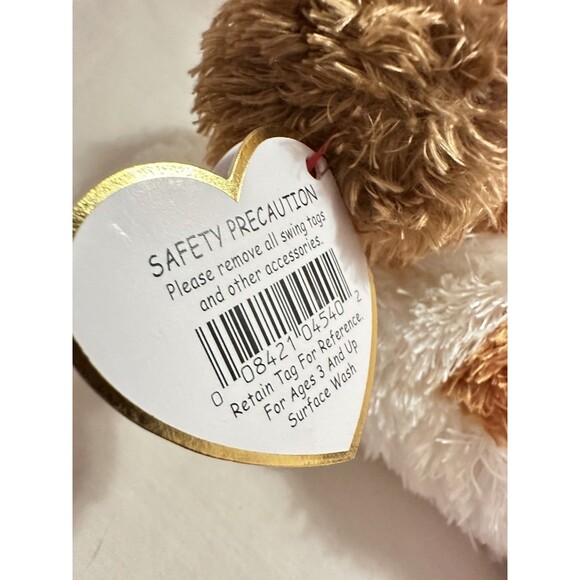 SAFETY PRECAUTION
Please remove all swing tags
and other accessories.
0 08421 04540 2
Retain Tag For Reference.
For Ages 3 And Up
Surface Wash